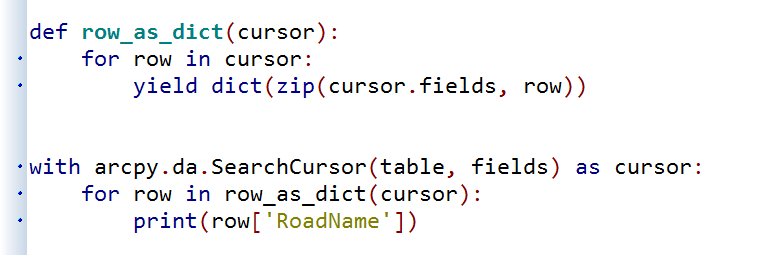 def row_as_dict(cursor):
    for row in cursor:
        yield dict(zip(cursor.fields, row))
with arcpy.da.SearchCursor(table, fields) as cursor:
    for row in row_as_dict(cursor):
        print(row['RoadName'])